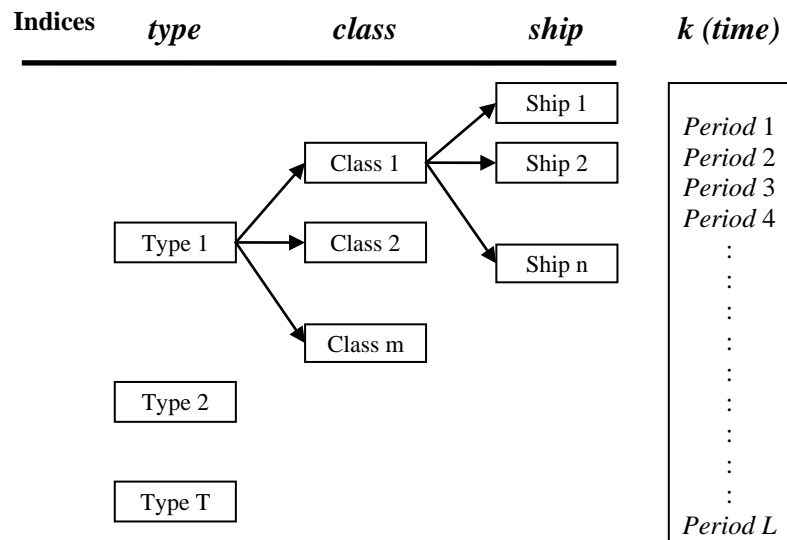 Indices type class ship k (time)
Ship 1
Period 1
Class 1 Ship 2 Period 2
Period 3
Period 4
Type 1 Class 2
Ship n
:
:
:
Class m :
:
Type 2 :
:
:
Type T :
Period L